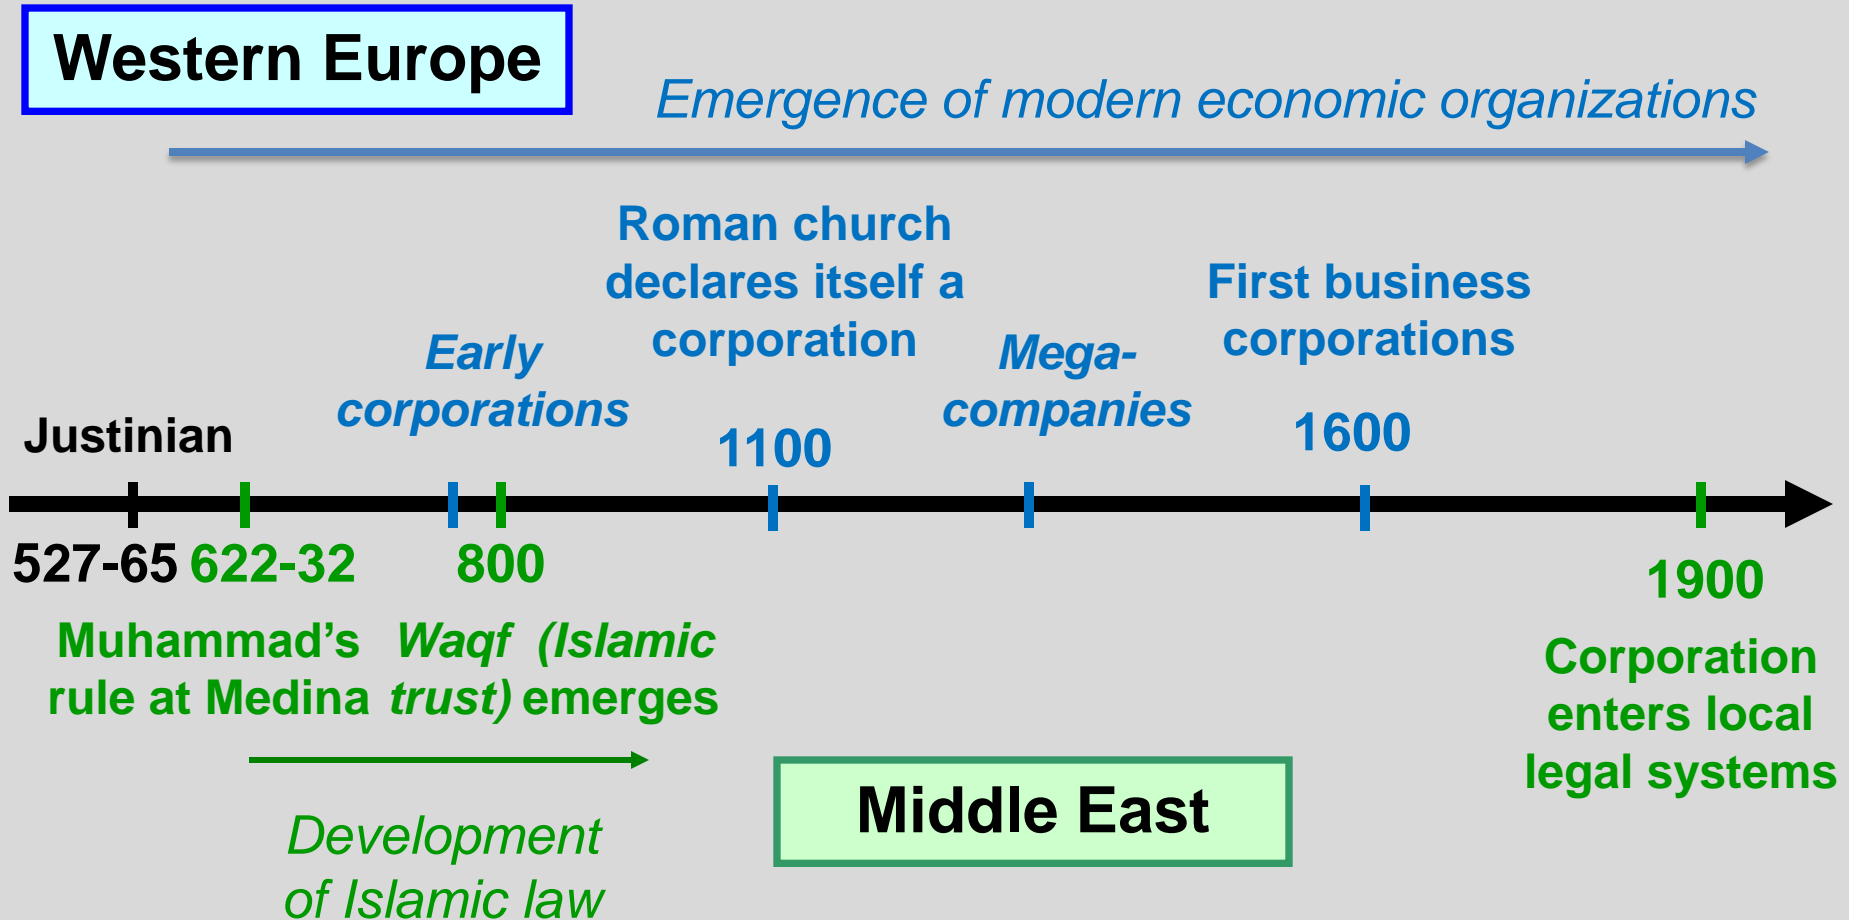 Western Europe
Emergence of modern economic organizations
Roman church
declares itself a
corporation
First business
corporations
Early
corporations
Mega-
companies
Justinian
1100
1600
527-65
622-32
800
1900
Muhammad’s
rule at Medina
Waqf (Islamic
trust) emerges
Corporation
enters local
legal systems
Middle East
Development
of Islamic law